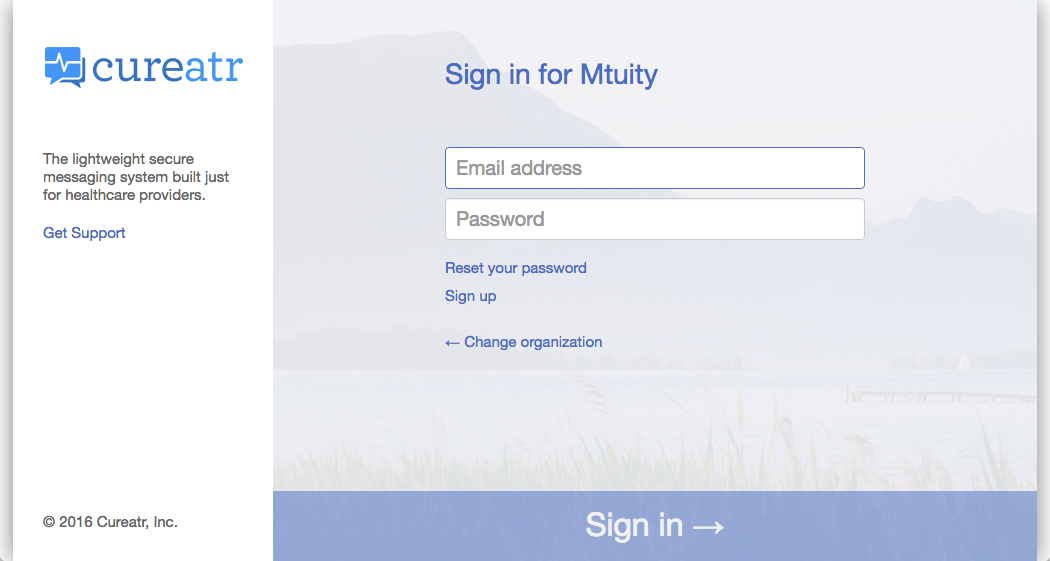 cureatr
The lightweight secure
messaging system built just
for healthcare providers.
Get Support
© 2016 Cureatr, Inc.
Sign in for Mtuity
Email address
Password
Reset your password
Sign up
← Change organization
Sign in →